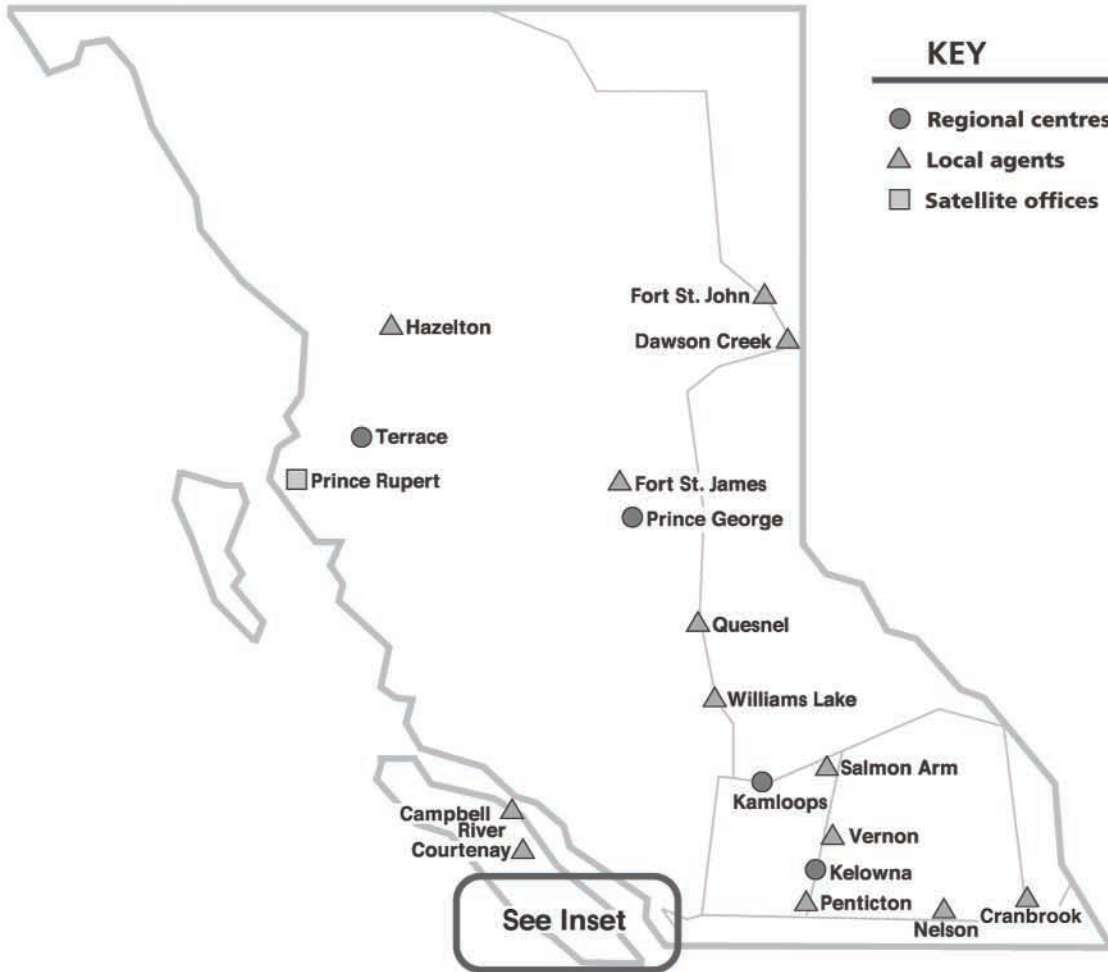 KEY
Regional centres
Local agents
Satellite offices
Fort St. John
Hazelton
Dawson Creek
Terrace
Prince Rupert
Fort St. James
Prince George
Quesnel
Williams Lake
Salmon Arm
Kamloops
Campbell
River
Vernon
Courtenay
Kelowna
Penticton
Cranbrook
Nelson
See Inset